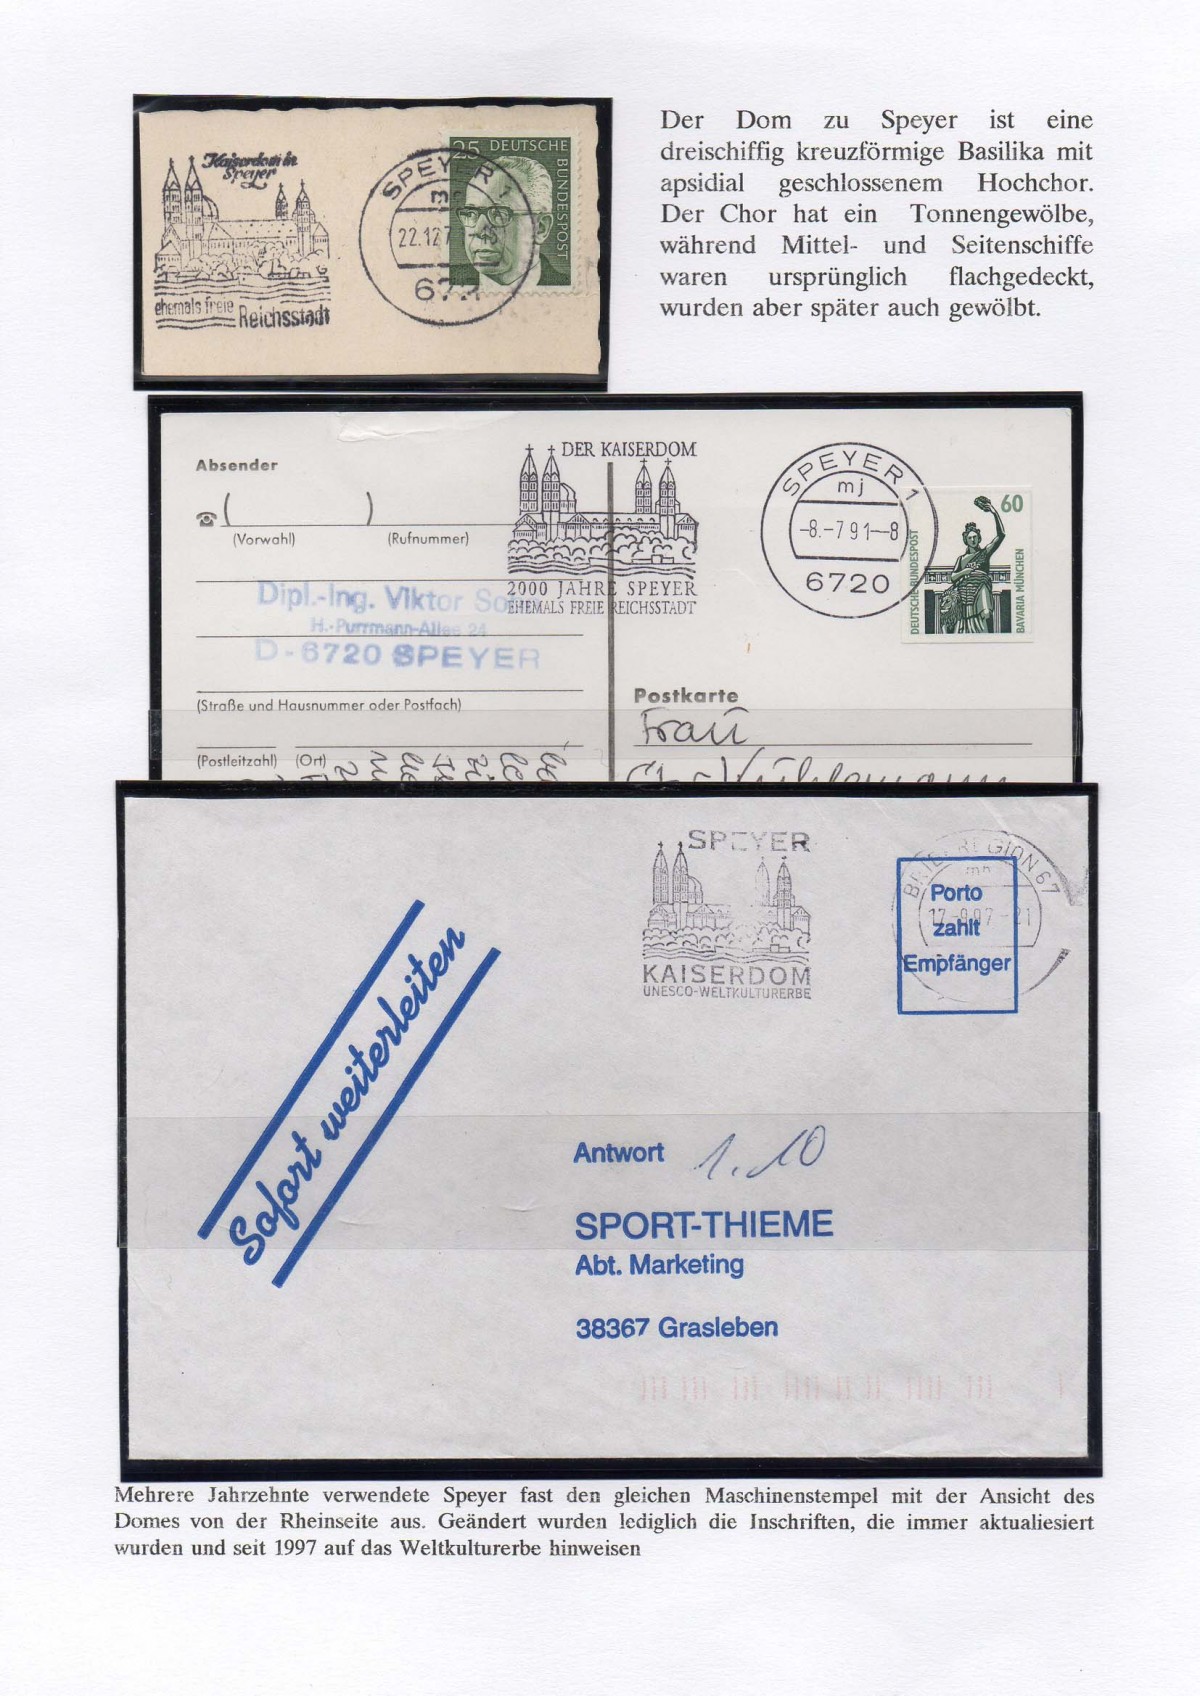 Der Dom zu Speyer ist eine
dreischiffig kreuzförmige Basilika mit
apsidial geschlossenem Hochchor.
Der Chor hat ein Tonnengewölbe,
während Mittel- und Seitenschiffe
waren ursprünglich flachgedeckt,
wurden aber später auch gewölbt.
Kaiserdom in
Speyer
ehemals freie Reichsstadt
SPEYER 1
22.12.7
25 DEUTSCHE
BUNDESPOST
Absender
( )
(Vorwahl) (Rufnummer)
DER KAISERDOM
2000 JAHRE SPEYER
EHEMALS FREIE REICHSSTADT
SPEYER 1
mj
-8.-7 91-8
6720
60
DEUTSCHE BUNDESPOST
BAVARIA MÜNCHEN
Dipl.-Ing. Viktor
H.-Purrmann-Allee 24
D-6720 SPEYER
(Straße und Hausnummer oder Postfach)
(Postleitzahl) (Ort)
Postkarte
Frau
SPEYER
KAISERDOM
UNESCO-WELTKULTURERBE
BRIEFREGION 67
mn
17.-9.97-21
Porto
zahlt
Empfänger
Sofort weiterleiten
Antwort 1.10
SPORT-THIEME
Abt. Marketing
38367 Grasleben
Mehrere Jahrzehnte verwendete Speyer fast den gleichen Maschinenstempel mit der Ansicht des
Domes von der Rheinseite aus. Geändert wurden lediglich die Inschriften, die immer aktualiesiert
wurden und seit 1997 auf das Weltkulturerbe hinweisen